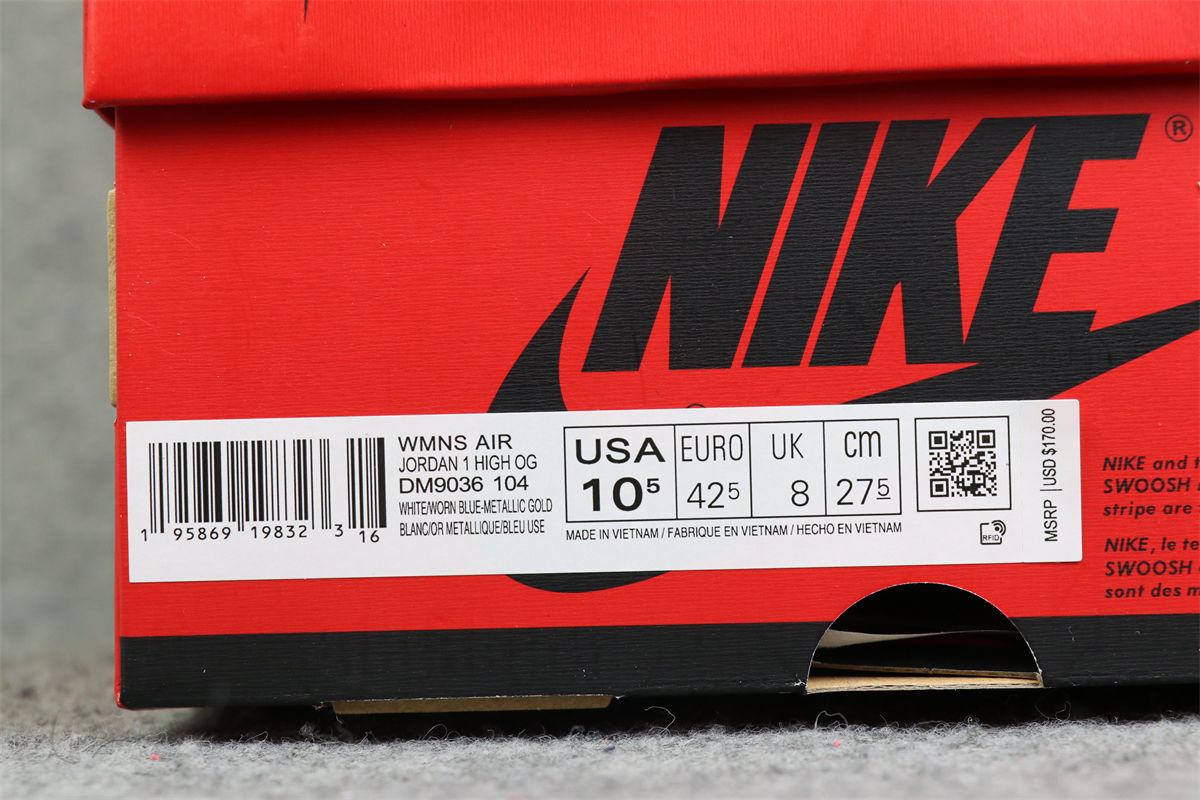 NIKE®
WMNS AIR
JORDAN 1 HIGH OG
DM9036 104
WHITE/WORN BLUE-METALLIC GOLD
BLANC/OR METALLIQUE/BLEU USE
1 95869 19832 3 16
USA EURO UK cm
10⁵ 42⁵ 8 27⁵
MADE IN VIETNAM / FABRIQUE EN VIETNAM / HECHO EN VIETNAM
RFID
MSRP | USD $170.00
NIKE and t
SWOOSH
stripe are
NIKE, le te
SWOOSH
sont des m